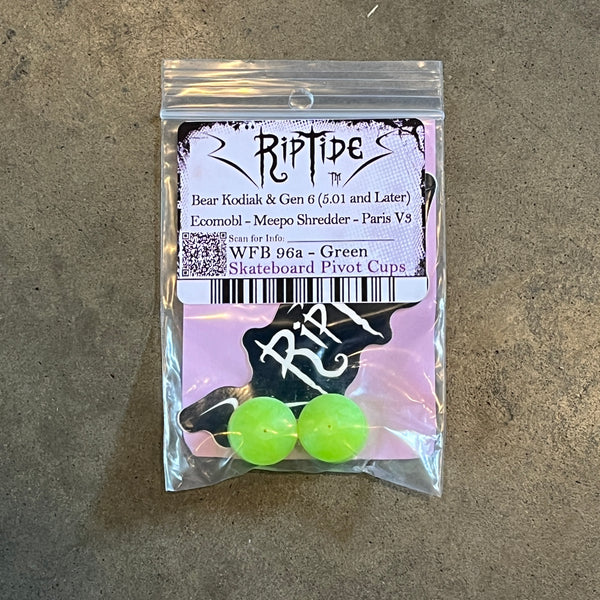 RIPTIDE
TM
Bear Kodiak & Gen 6 (5.01 and Later)
Ecomobl - Meepo Shredder - Paris V3
Scan for Info:
WFB 96a - Green
Skateboard Pivot Cups
RIPT